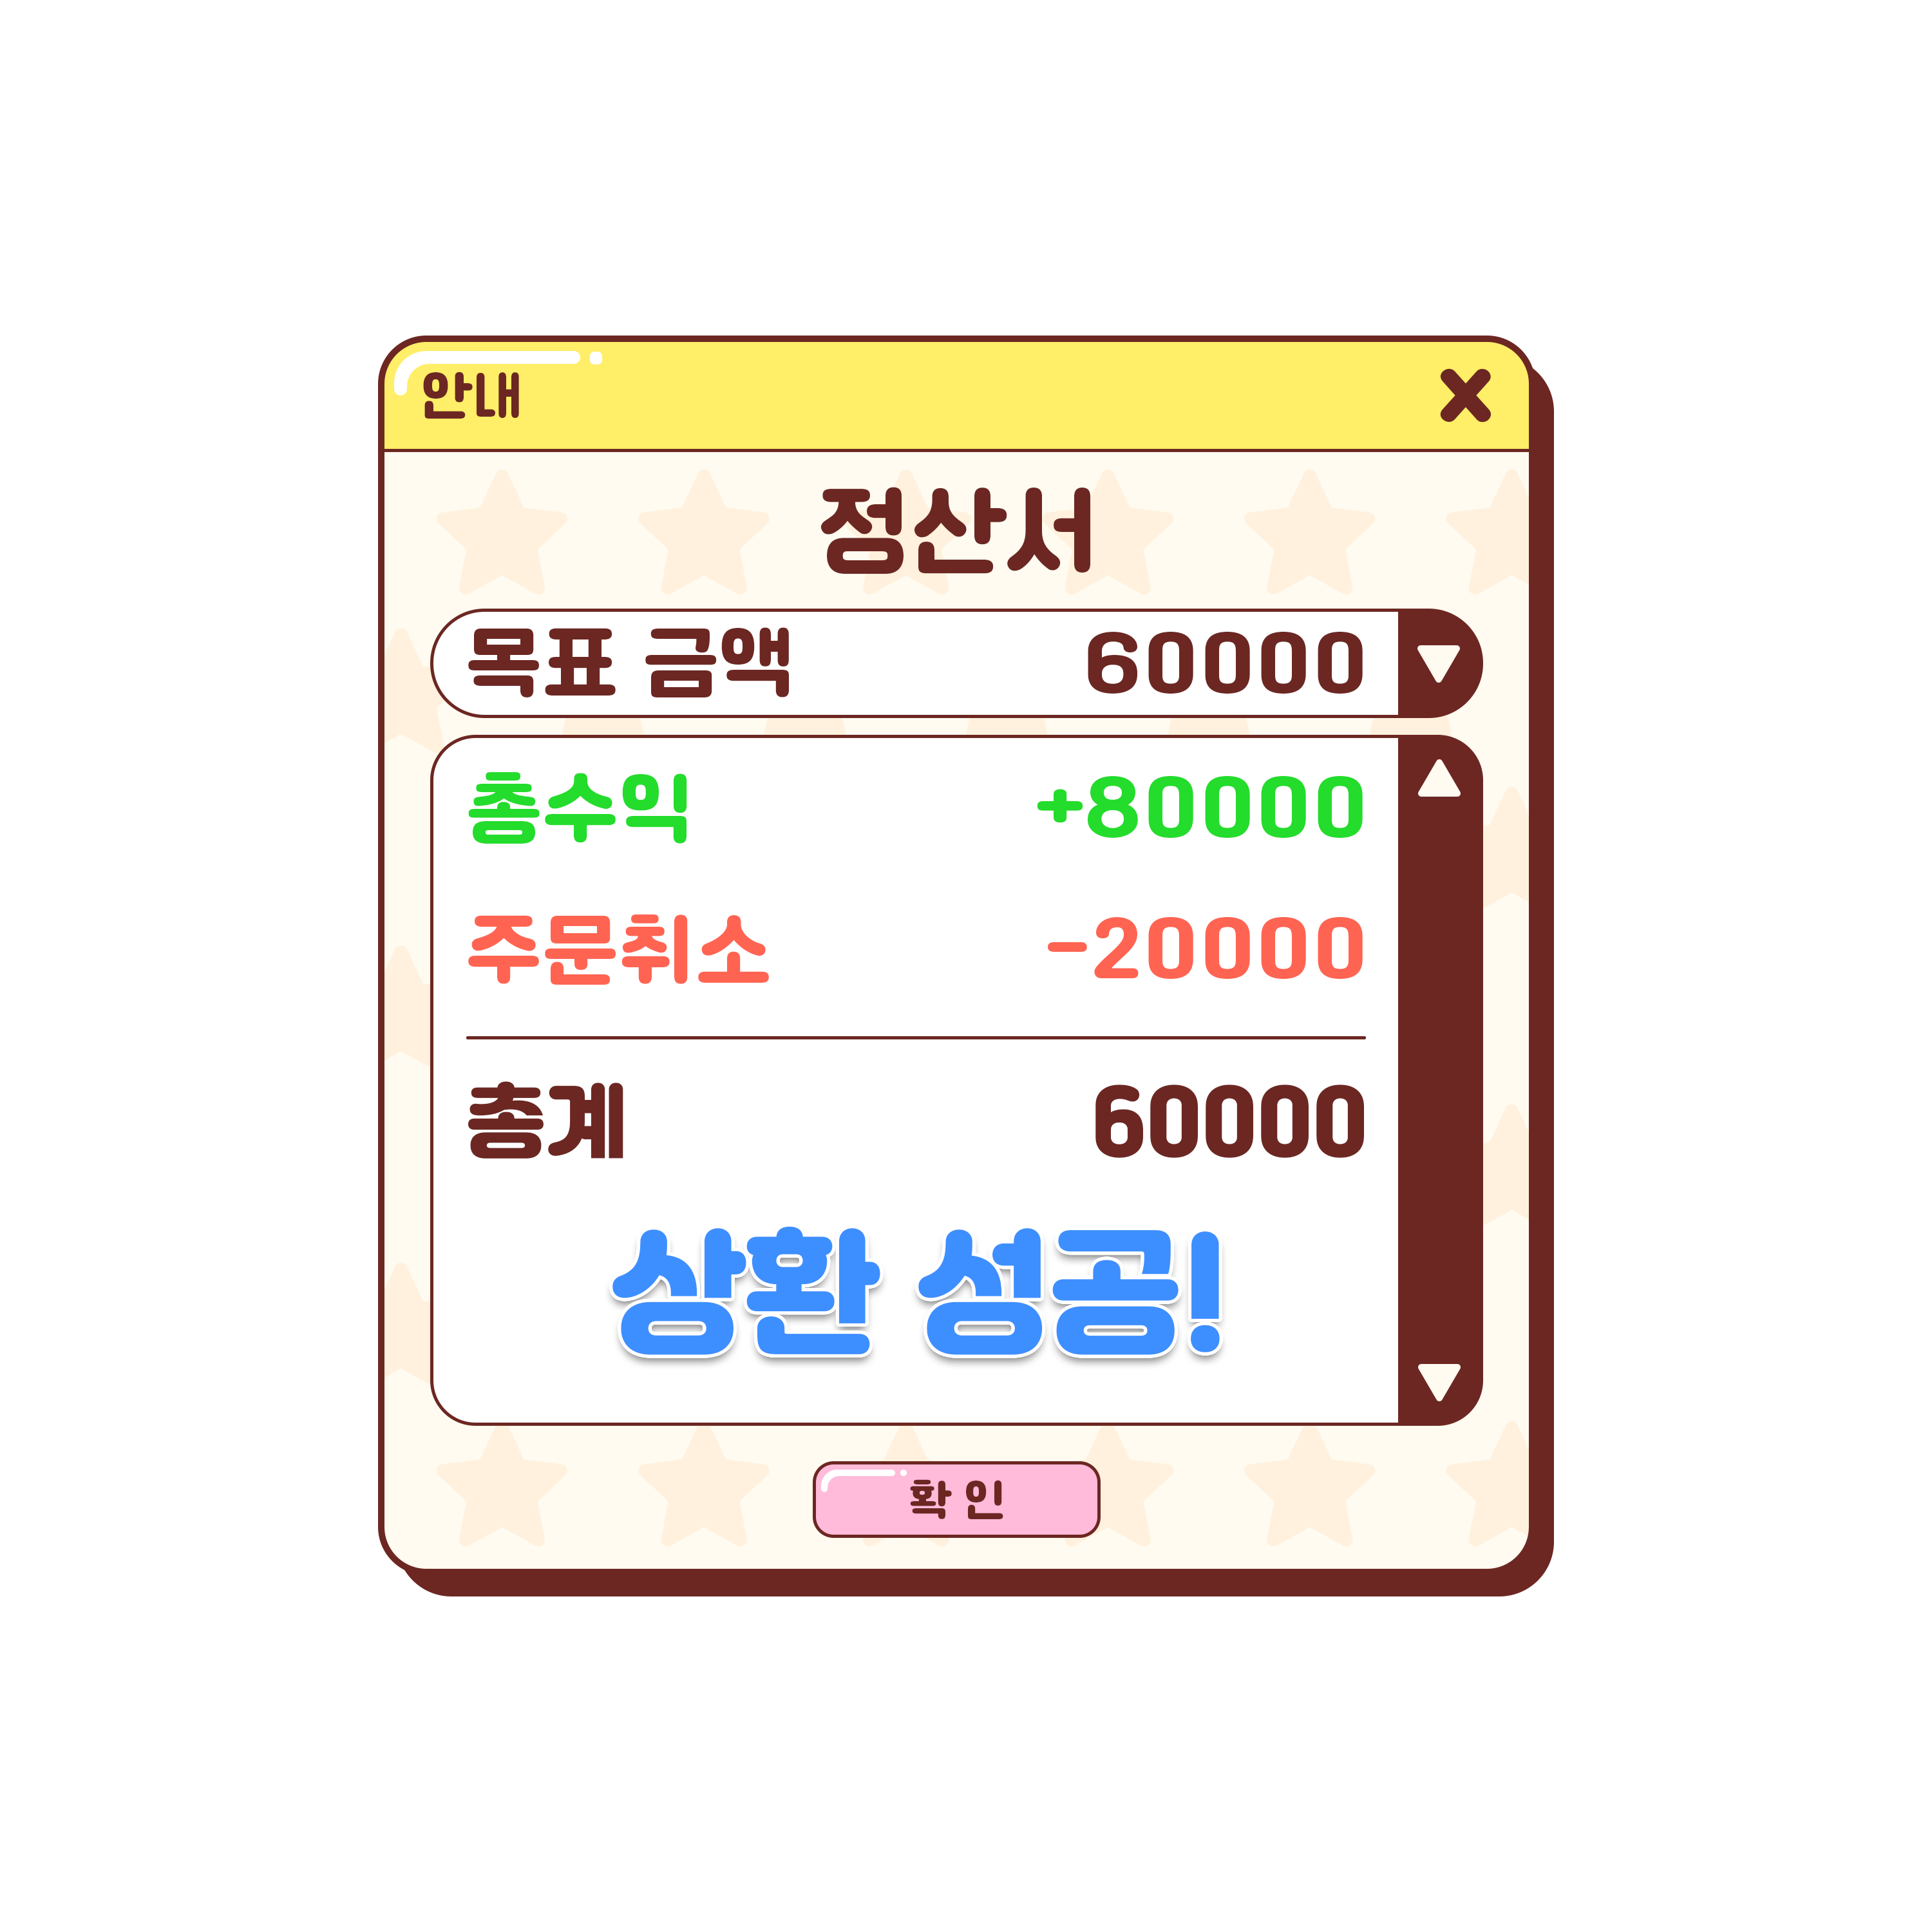 안내
정산서
목표 금액 60000
총수익 +80000
주문취소 -20000
총계 60000
상환 성공!
확인